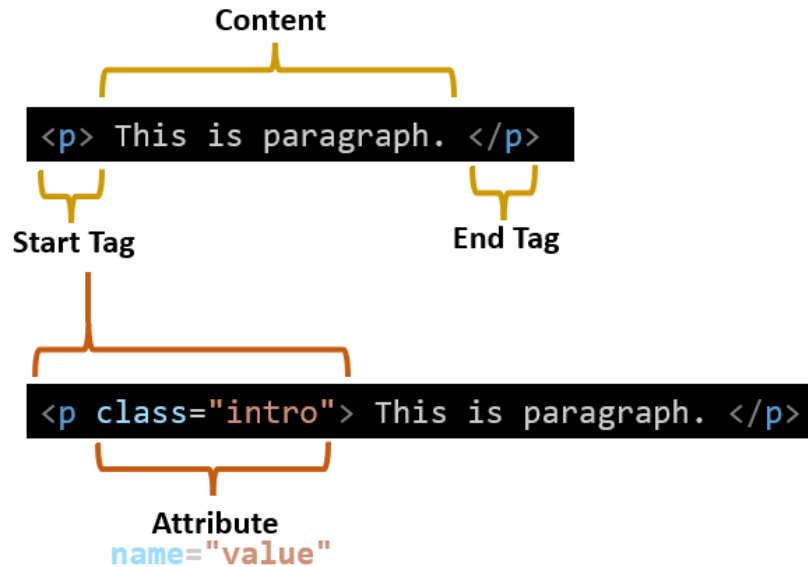 Content
<p> This is paragraph. </p>
Start Tag
End Tag
<p class="intro"> This is paragraph. </p>
Attribute
name="value"